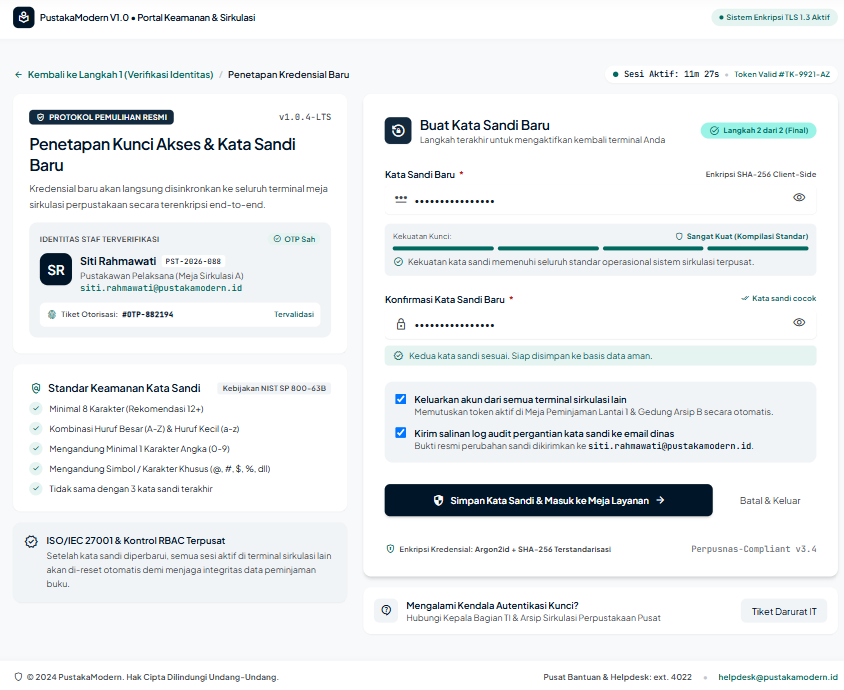 PustakaModern V1.0 • Portal Keamanan & Sirkulasi
Sistem Enkripsi TLS 1.3 Aktif
← Kembali ke Langkah 1 (Verifikasi Identitas) / Penetapan Kredensial Baru
Sesi Aktif: 11m 27s • Token Valid #TK-9921-AZ
PROTOKOL PEMULIHAN RESMI
v1.0.4-LTS
Penetapan Kunci Akses & Kata Sandi
Baru
Kredensial baru akan langsung disinkronkan ke seluruh terminal meja
sirkulasi perpustakaan secara terenkripsi end-to-end.
IDENTITAS STAF TERVERIFIKASI
OTP Sah
SR
Siti Rahmawati PST-2026-088
Pustakawan Pelaksana (Meja Sirkulasi A)
siti.rahmawati@pustakamodern.id
Tiket Otorisasi: #OTP-882194
Tervalidasi
Standar Keamanan Kata Sandi
Kebijakan NIST SP 800-63B
Minimal 8 Karakter (Rekomendasi 12+)
Kombinasi Huruf Besar (A-Z) & Huruf Kecil (a-z)
Mengandung Minimal 1 Karakter Angka (0-9)
Mengandung Simbol / Karakter Khusus (@, #, $, %, dll)
Tidak sama dengan 3 kata sandi terakhir
ISO/IEC 27001 & Kontrol RBAC Terpusat
Setelah kata sandi diperbarui, semua sesi aktif di terminal sirkulasi lain
akan di-reset otomatis demi menjaga integritas data peminjaman
buku.
Buat Kata Sandi Baru
Langkah terakhir untuk mengaktifkan kembali terminal Anda
Langkah 2 dari 2 (Final)
Kata Sandi Baru *
Enkripsi SHA-256 Client-Side
••••••••••••••••
Kekuatan Kunci:
Sangat Kuat (Kompilasi Standar)
Kekuatan kata sandi memenuhi seluruh standar operasional sistem sirkulasi terpusat.
Konfirmasi Kata Sandi Baru *
Kata sandi cocok
••••••••••••••••
Kedua kata sandi sesuai. Siap disimpan ke basis data aman.
Keluarkan akun dari semua terminal sirkulasi lain
Memutuskan token aktif di Meja Peminjaman Lantai 1 & Gedung Arsip B secara otomatis.
Kirim salinan log audit pergantian kata sandi ke email dinas
Bukti resmi perubahan sandi dikirimkan ke siti.rahmawati@pustakamodern.id.
Simpan Kata Sandi & Masuk ke Meja Layanan →
Batal & Keluar
Enkripsi Kredensial: Argon2id + SHA-256 Terstandarisasi
Perpusnas-Compliant v3.4
Mengalami Kendala Autentikasi Kunci?
Hubungi Kepala Bagian TI & Arsip Sirkulasi Perpustakaan Pusat
Tiket Darurat IT
© 2024 PustakaModern. Hak Cipta Dilindungi Undang-Undang.
Pusat Bantuan & Helpdesk: ext. 4022 • helpdesk@pustakamodern.id